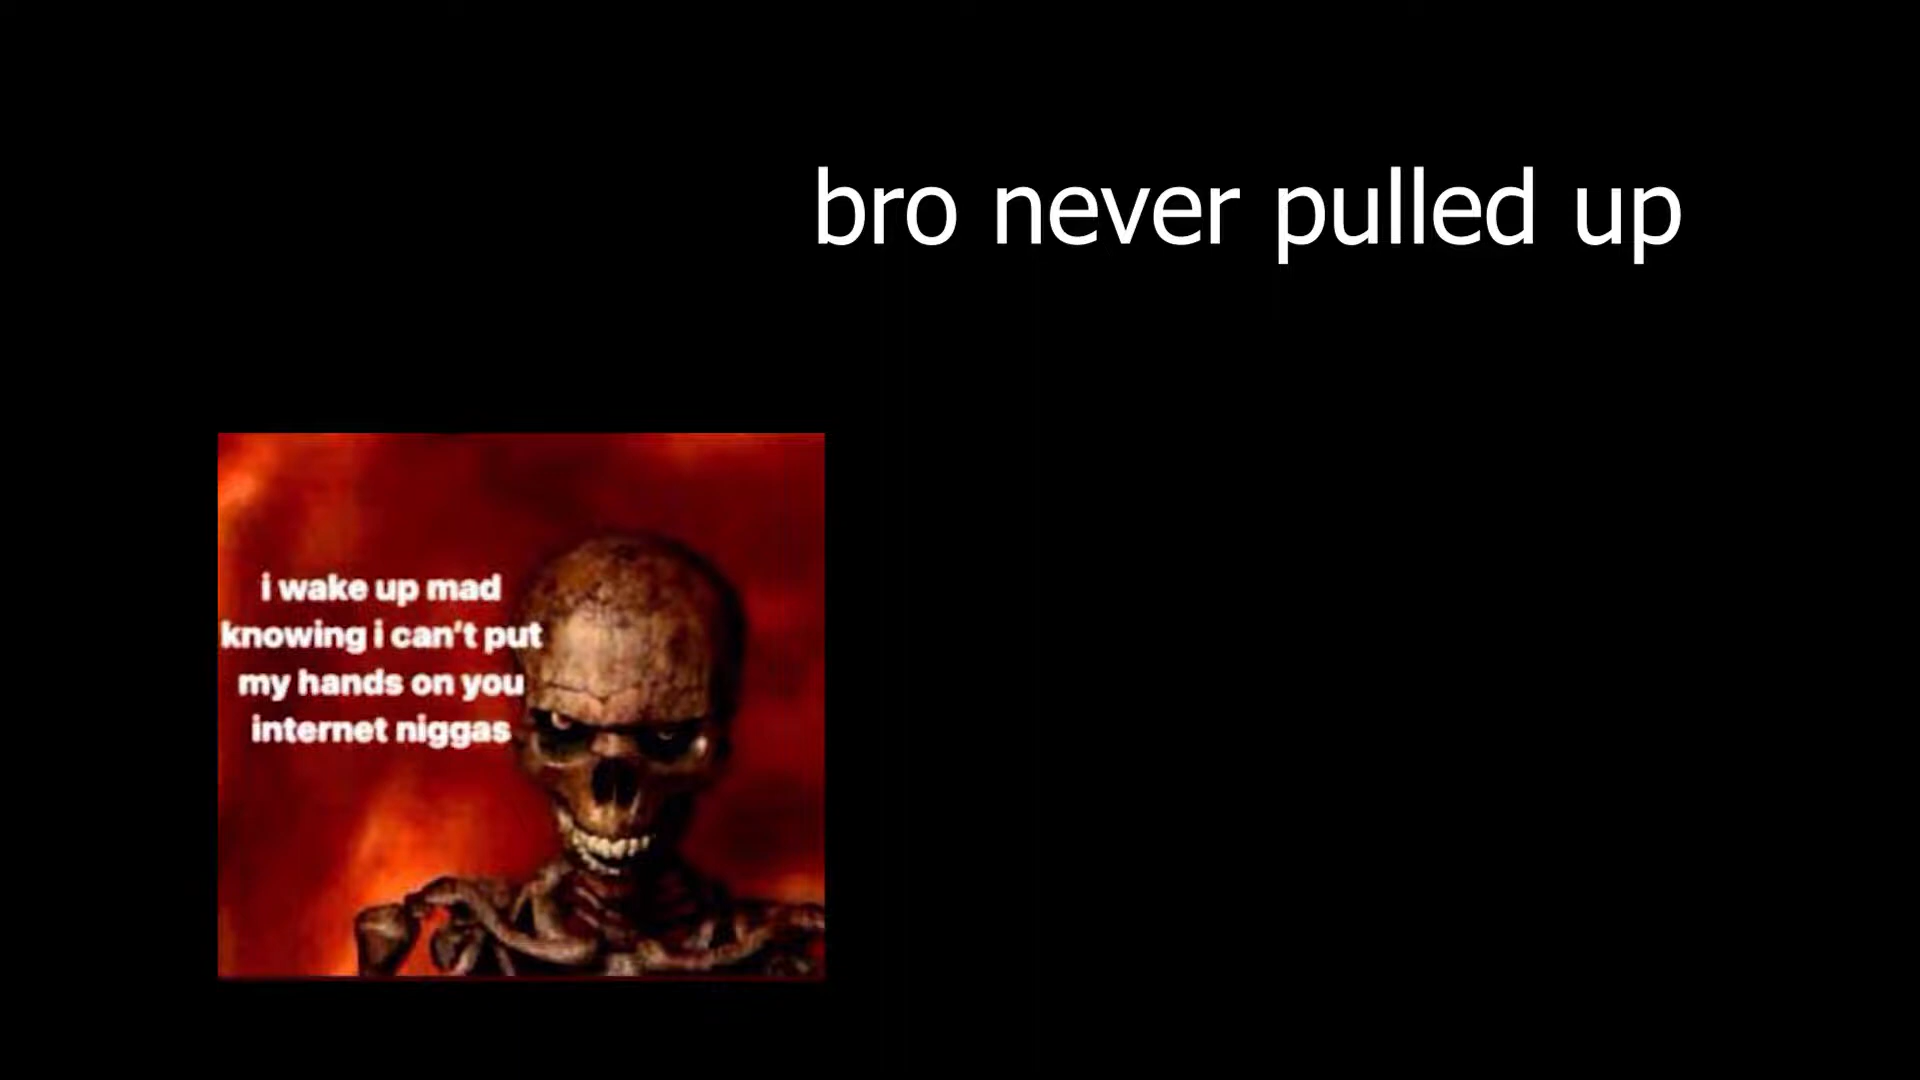 bro never pulled up
i wake up mad
knowing i can't put
my hands on you
internet niggas